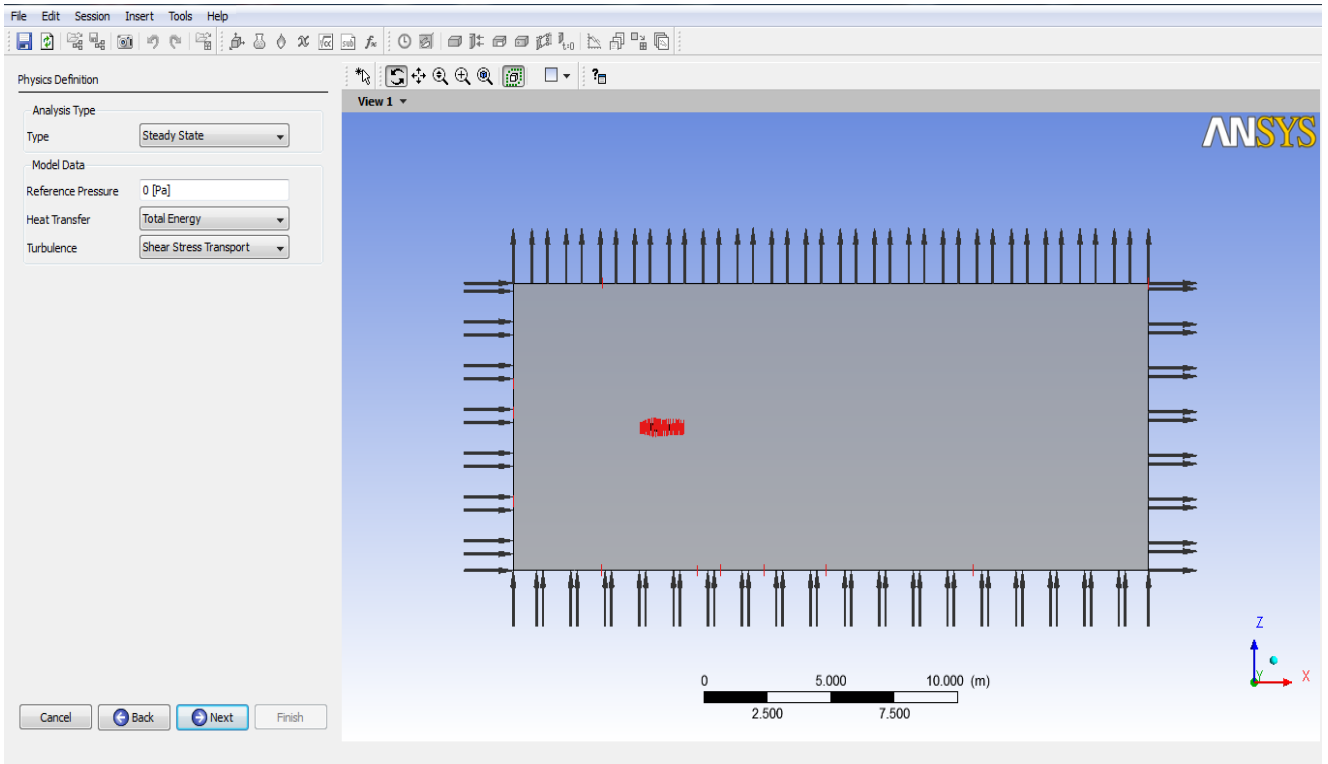 File Edit Session Insert Tools Help
Physics Definition
Analysis Type
Type Steady State
Model Data
Reference Pressure 0 [Pa]
Heat Transfer Total Energy
Turbulence Shear Stress Transport
Cancel Back Next Finish
View 1
ANSYS
Z
Y X
0 5.000 10.000 (m)
2.500 7.500